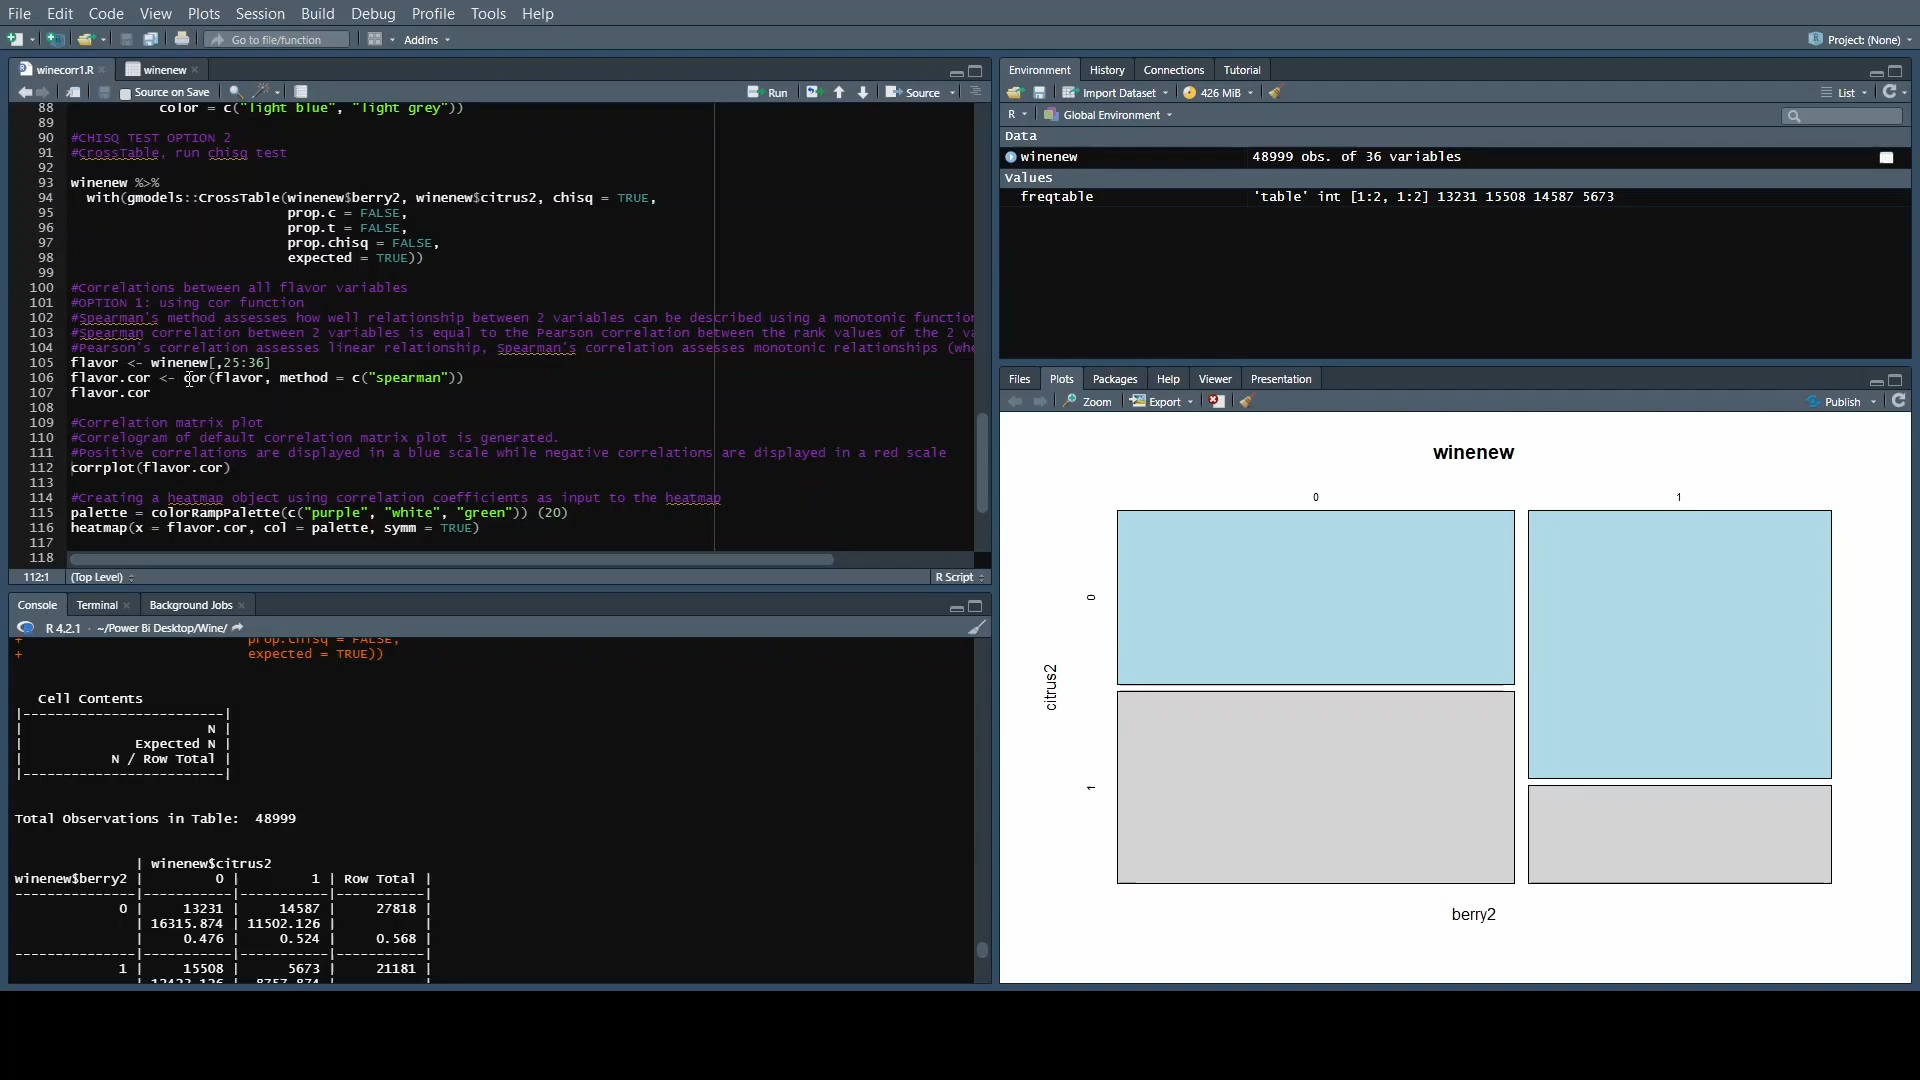 File Edit Code View Plots Session Build Debug Profile Tools Help
Go to file/function Addins Project: (None)
winecorr1.R winenew
Source on Save Run Source
88 color = c("light blue", "light grey"))
89
90 #CHISQ TEST OPTION 2
91 #CrossTable, run chisq test
92
93 winenew %>%
94 with(gmodels::CrossTable(winenew$berry2, winenew$citrus2, chisq = TRUE,
95 prop.c = FALSE,
96 prop.t = FALSE,
97 prop.chisq = FALSE,
98 expected = TRUE))
99
100 #Correlations between all flavor variables
101 #OPTION 1: using cor function
102 #Spearman's method assesses how well relationship between 2 variables can be described using a monotonic function
103 #Spearman correlation between 2 variables is equal to the Pearson correlation between the rank values of the 2 va
104 #Pearson's correlation assesses linear relationship, Spearman's correlation assesses monotonic relationships (whe
105 flavor <- winenew[,25:36]
106 flavor.cor <- cor(flavor, method = c("spearman"))
107 flavor.cor
108
109 #Correlation matrix plot
110 #Correlogram of default correlation matrix plot is generated.
111 #Positive correlations are displayed in a blue scale while negative correlations are displayed in a red scale
112 corrplot(flavor.cor)
113
114 #Creating a heatmap object using correlation coefficients as input to the heatmap
115 palette = colorRampPalette(c("purple", "white", "green")) (20)
116 heatmap(x = flavor.cor, col = palette, symm = TRUE)
117
118
112:1 (Top Level) R Script
Console Terminal Background Jobs
R 4.2.1 · ~/Power Bi Desktop/Wine/
+ prop.chisq = FALSE,
+ expected = TRUE))
Cell Contents
|-------------------------|
| N |
| Expected N |
| N / Row Total |
|-------------------------|
Total Observations in Table: 48999
| winenew$citrus2
winenew$berry2 | 0 | 1 | Row Total |
---------------|-----------|-----------|-----------|
0 | 13231 | 14587 | 27818 |
| 16315.874 | 11502.126 | |
| 0.476 | 0.524 | 0.568 |
---------------|-----------|-----------|-----------|
1 | 15508 | 5673 | 21181 |
| 12423.126 | 8757.874 | |
Environment History Connections Tutorial
Import Dataset 426 MiB List
R Global Environment
Data
winenew 48999 obs. of 36 variables
Values
freqtable 'table' int [1:2, 1:2] 13231 15508 14587 5673
Files Plots Packages Help Viewer Presentation
Zoom Export Publish
winenew
0 1
0
citrus2
1
berry2